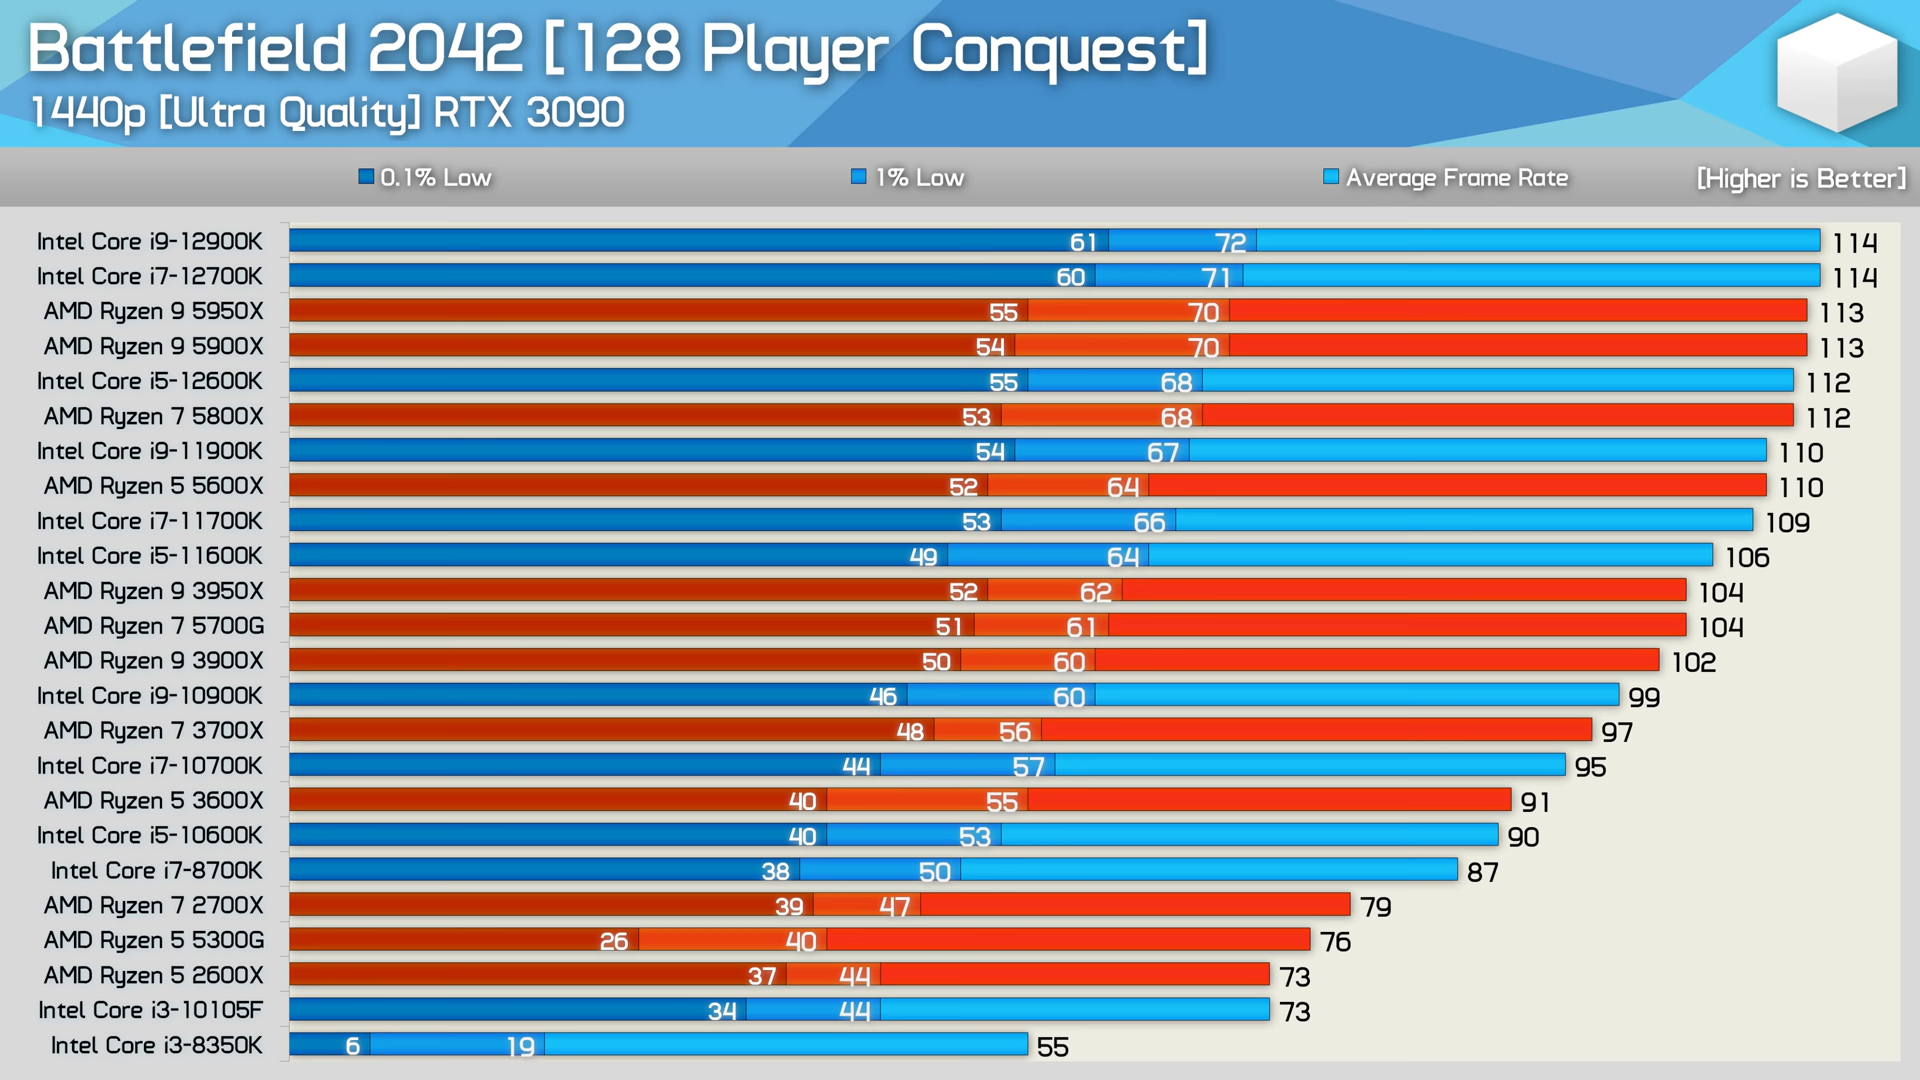 Battlefield 2042 [128 Player Conquest]
1440p [Ultra Quality] RTX 3090
0.1% Low 1% Low Average Frame Rate [Higher is Better]
Intel Core i9-12900K 61 72 114
Intel Core i7-12700K 60 71 114
AMD Ryzen 9 5950X 55 70 113
AMD Ryzen 9 5900X 54 70 113
Intel Core i5-12600K 55 68 112
AMD Ryzen 7 5800X 53 68 112
Intel Core i9-11900K 54 67 110
AMD Ryzen 5 5600X 52 64 110
Intel Core i7-11700K 53 66 109
Intel Core i5-11600K 49 64 106
AMD Ryzen 9 3950X 52 62 104
AMD Ryzen 7 5700G 51 61 104
AMD Ryzen 9 3900X 50 60 102
Intel Core i9-10900K 46 60 99
AMD Ryzen 7 3700X 48 56 97
Intel Core i7-10700K 44 57 95
AMD Ryzen 5 3600X 40 55 91
Intel Core i5-10600K 40 53 90
Intel Core i7-8700K 38 50 87
AMD Ryzen 7 2700X 39 47 79
AMD Ryzen 5 5300G 26 40 76
AMD Ryzen 5 2600X 37 44 73
Intel Core i3-10105F 34 44 73
Intel Core i3-8350K 6 19 55